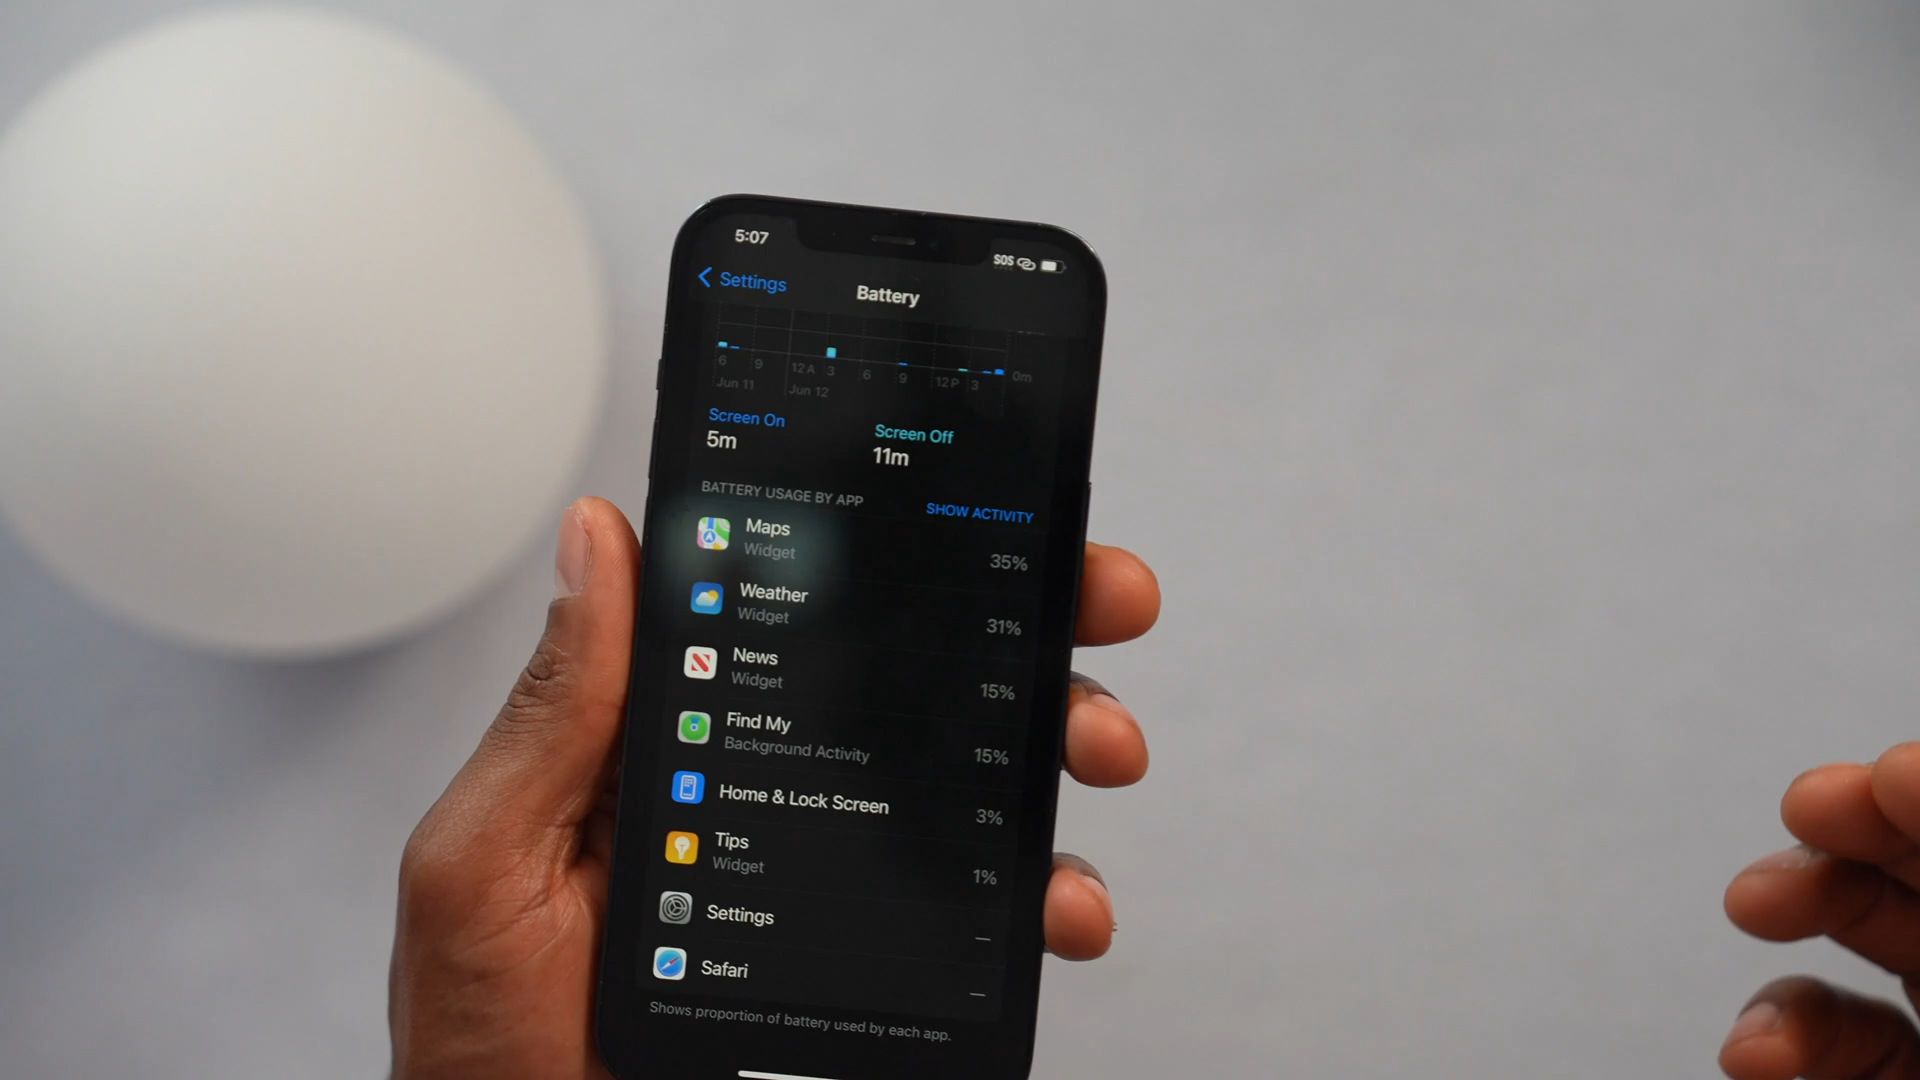 5:07
SOS
Settings
Battery
6 9 12 A 3 6 9 12 P 3 0m
Jun 11 Jun 12
Screen On
5m
Screen Off
11m
BATTERY USAGE BY APP
SHOW ACTIVITY
Maps
Widget
35%
Weather
Widget
31%
News
Widget
15%
Find My
Background Activity
15%
Home & Lock Screen
3%
Tips
Widget
1%
Settings
—
Safari
—
Shows proportion of battery used by each app.